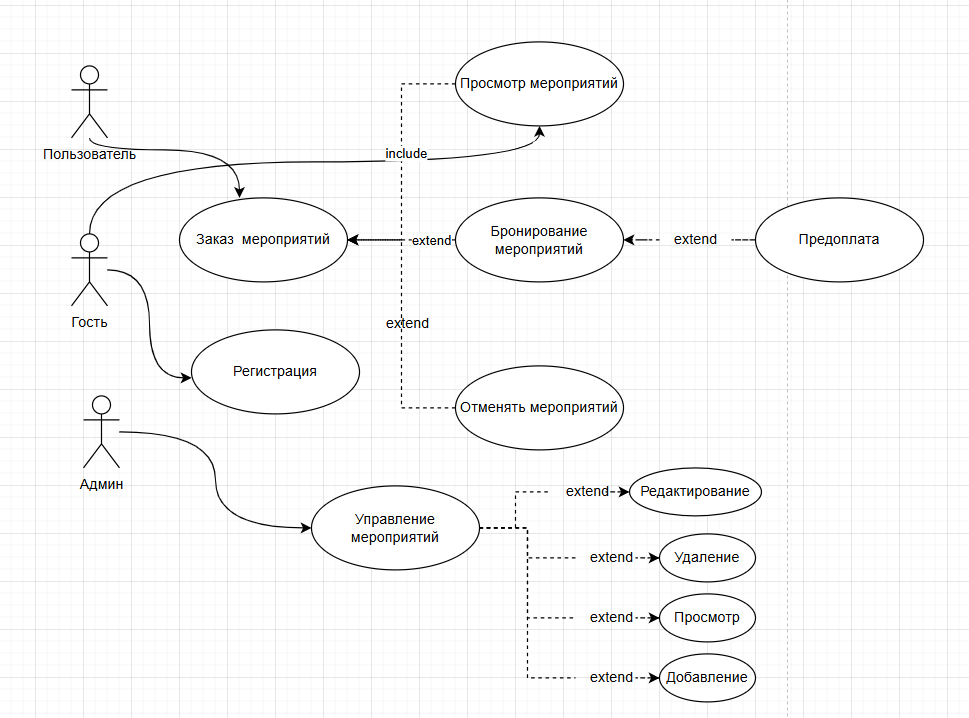 Просмотр мероприятий
Пользователь
include
Заказ мероприятий
extend
Бронирование
мероприятий
extend
Предоплата
Гость
extend
Регистрация
Отменять мероприятий
Админ
Управление
мероприятий
extend
Редактирование
extend
Удаление
extend
Просмотр
extend
Добавление